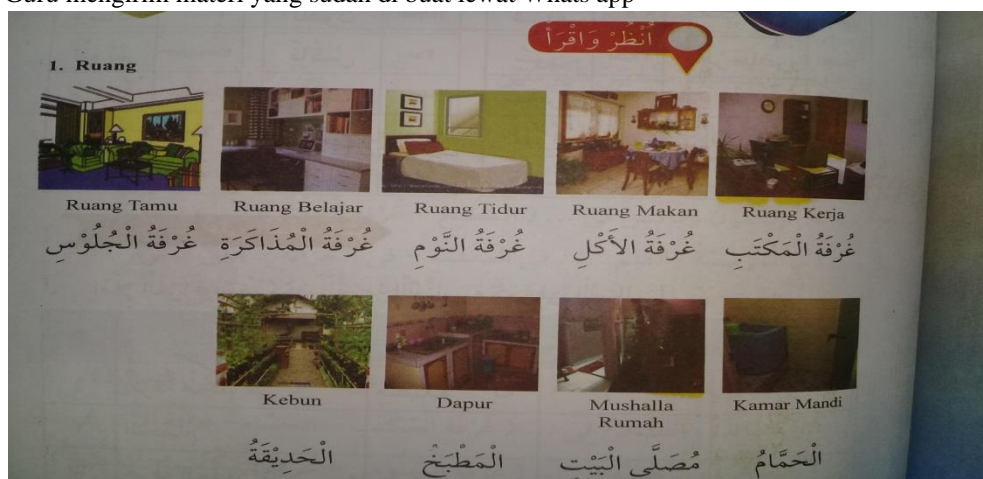 Guru mengirim materi yang sudah di buat lewat Whats app
أُنْظُرْ وَاقْرَأْ
1. Ruang
Ruang Tamu Ruang Belajar Ruang Tidur Ruang Makan Ruang Kerja
غُرْفَةُ الْمَكْتَبِ غُرْفَةُ الأَكْلِ غُرْفَةُ النَّوْمِ غُرْفَةُ الْمُذَاكَرَةِ غُرْفَةُ الْجُلُوْسِ
Kebun Dapur Mushalla Rumah Kamar Mandi
الْحَمَّامُ مُصَلَّى الْبَيْتِ الْمَطْبَخُ الْحَدِيْقَةُ